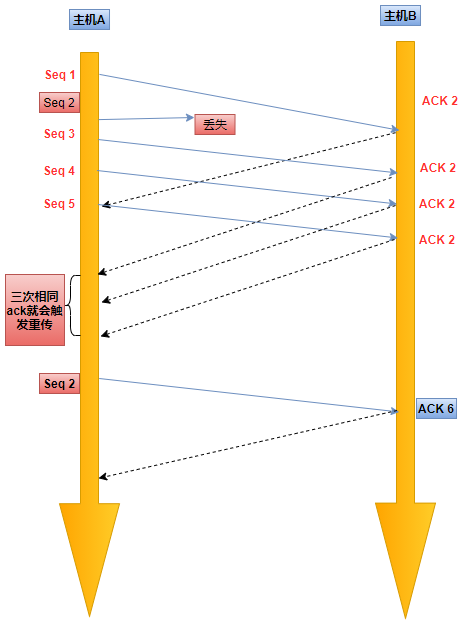 主机A
主机B
Seq 1
ACK 2
Seq 2
丢失
Seq 3
ACK 2
Seq 4
ACK 2
Seq 5
ACK 2
三次相同
ack就会触
发重传
Seq 2
ACK 6